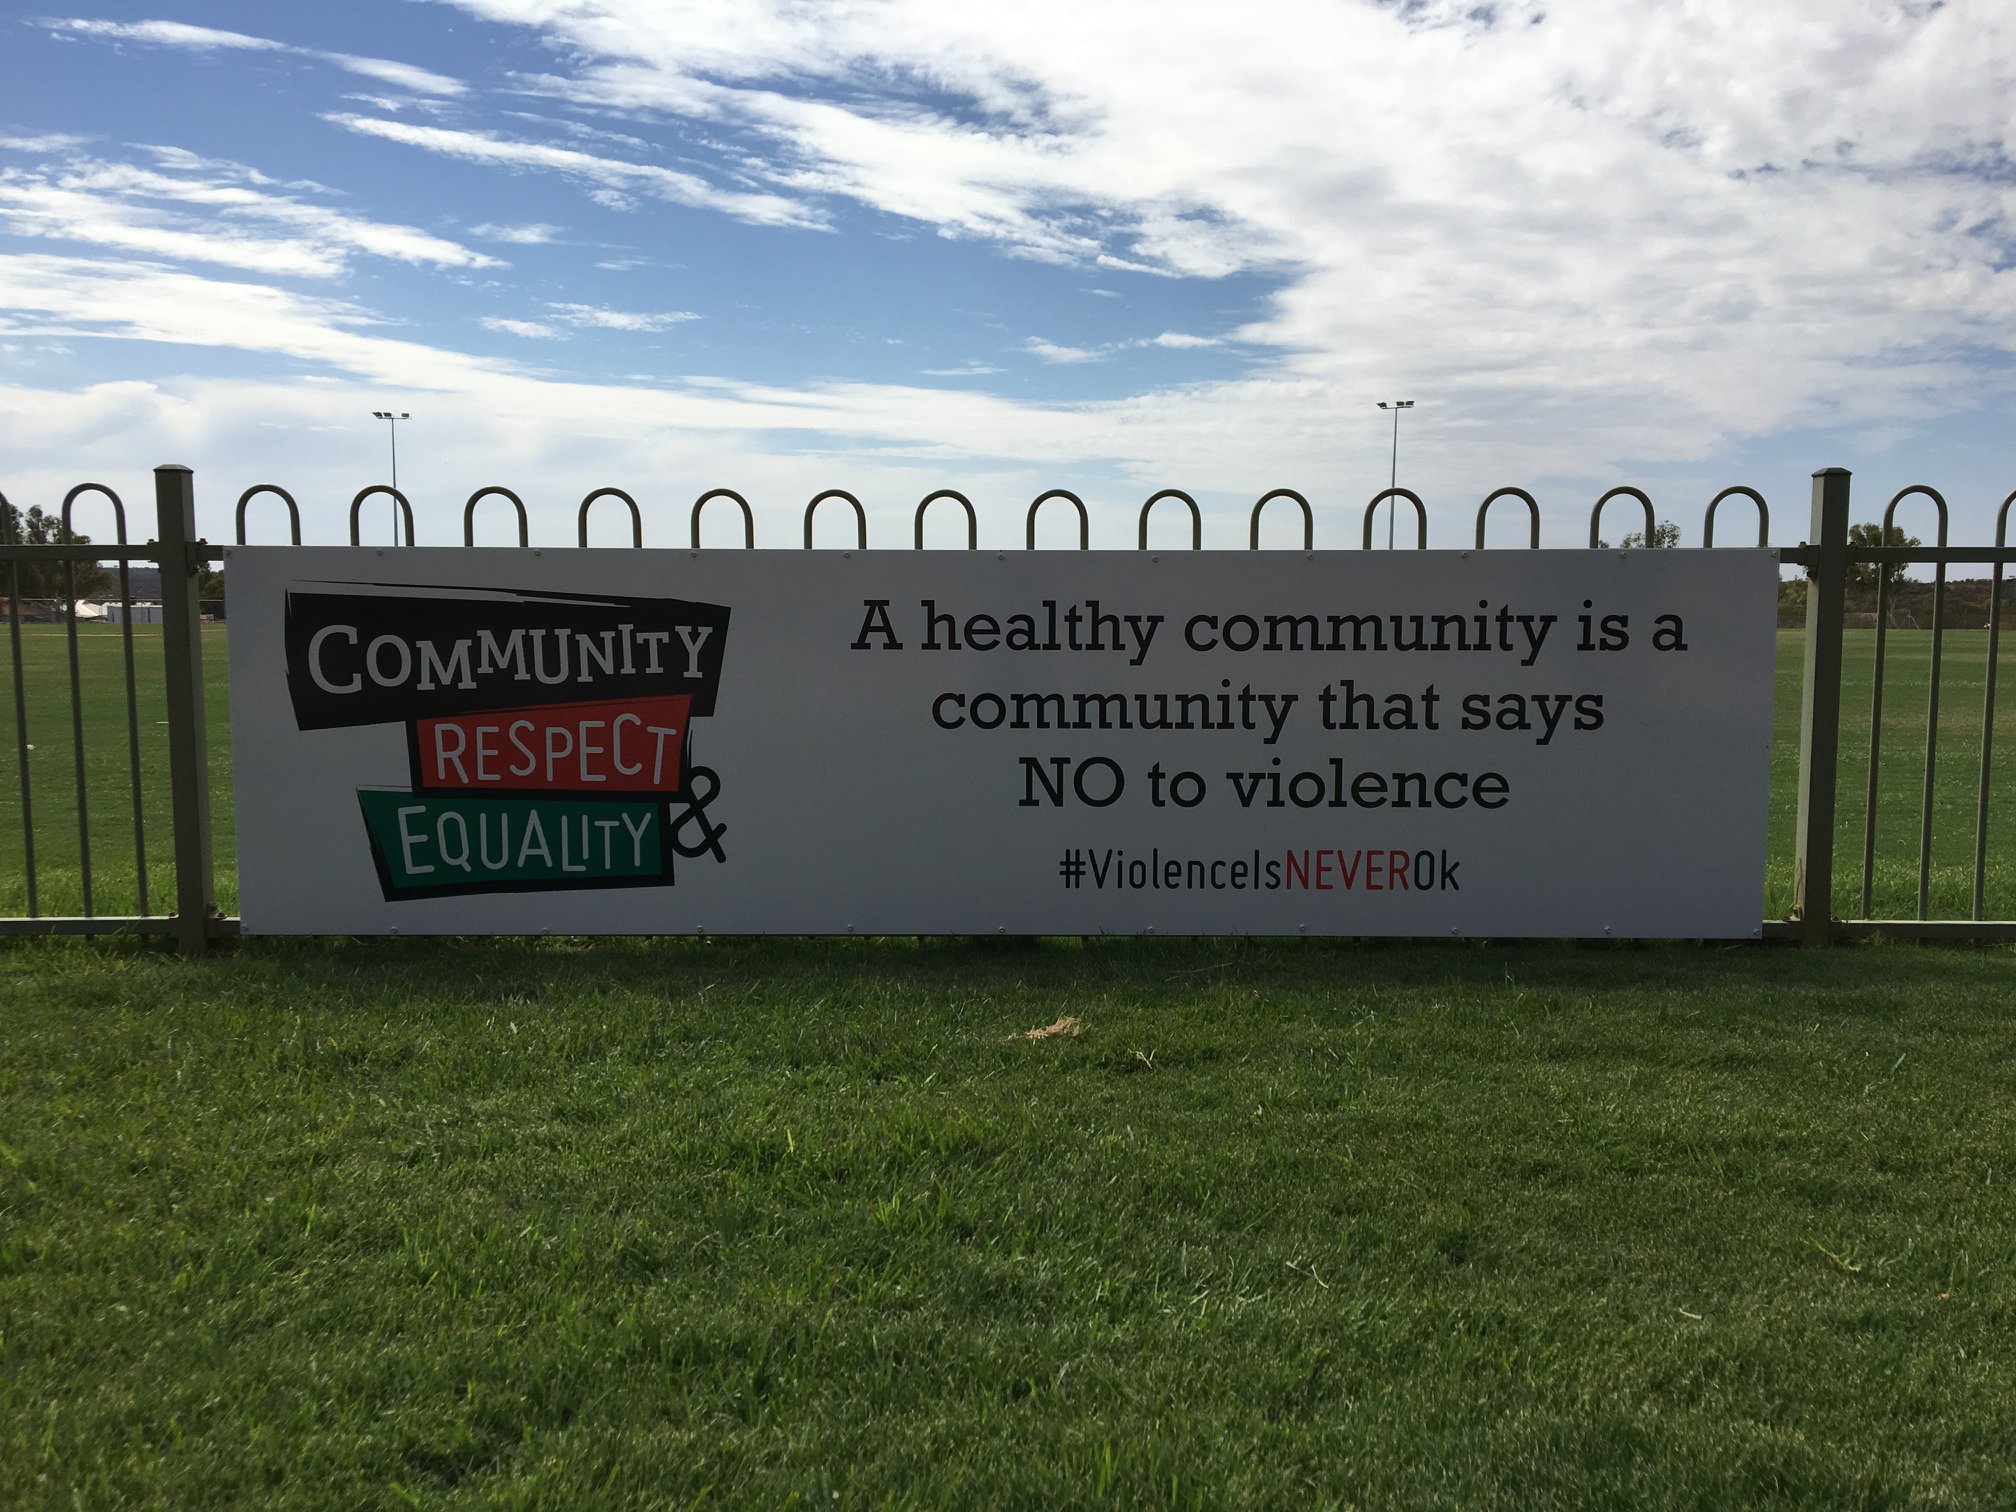 COMMUNITY
RESPECT
& EQUALITY
A healthy community is a
community that says
NO to violence
#ViolenceIsNEVEROk